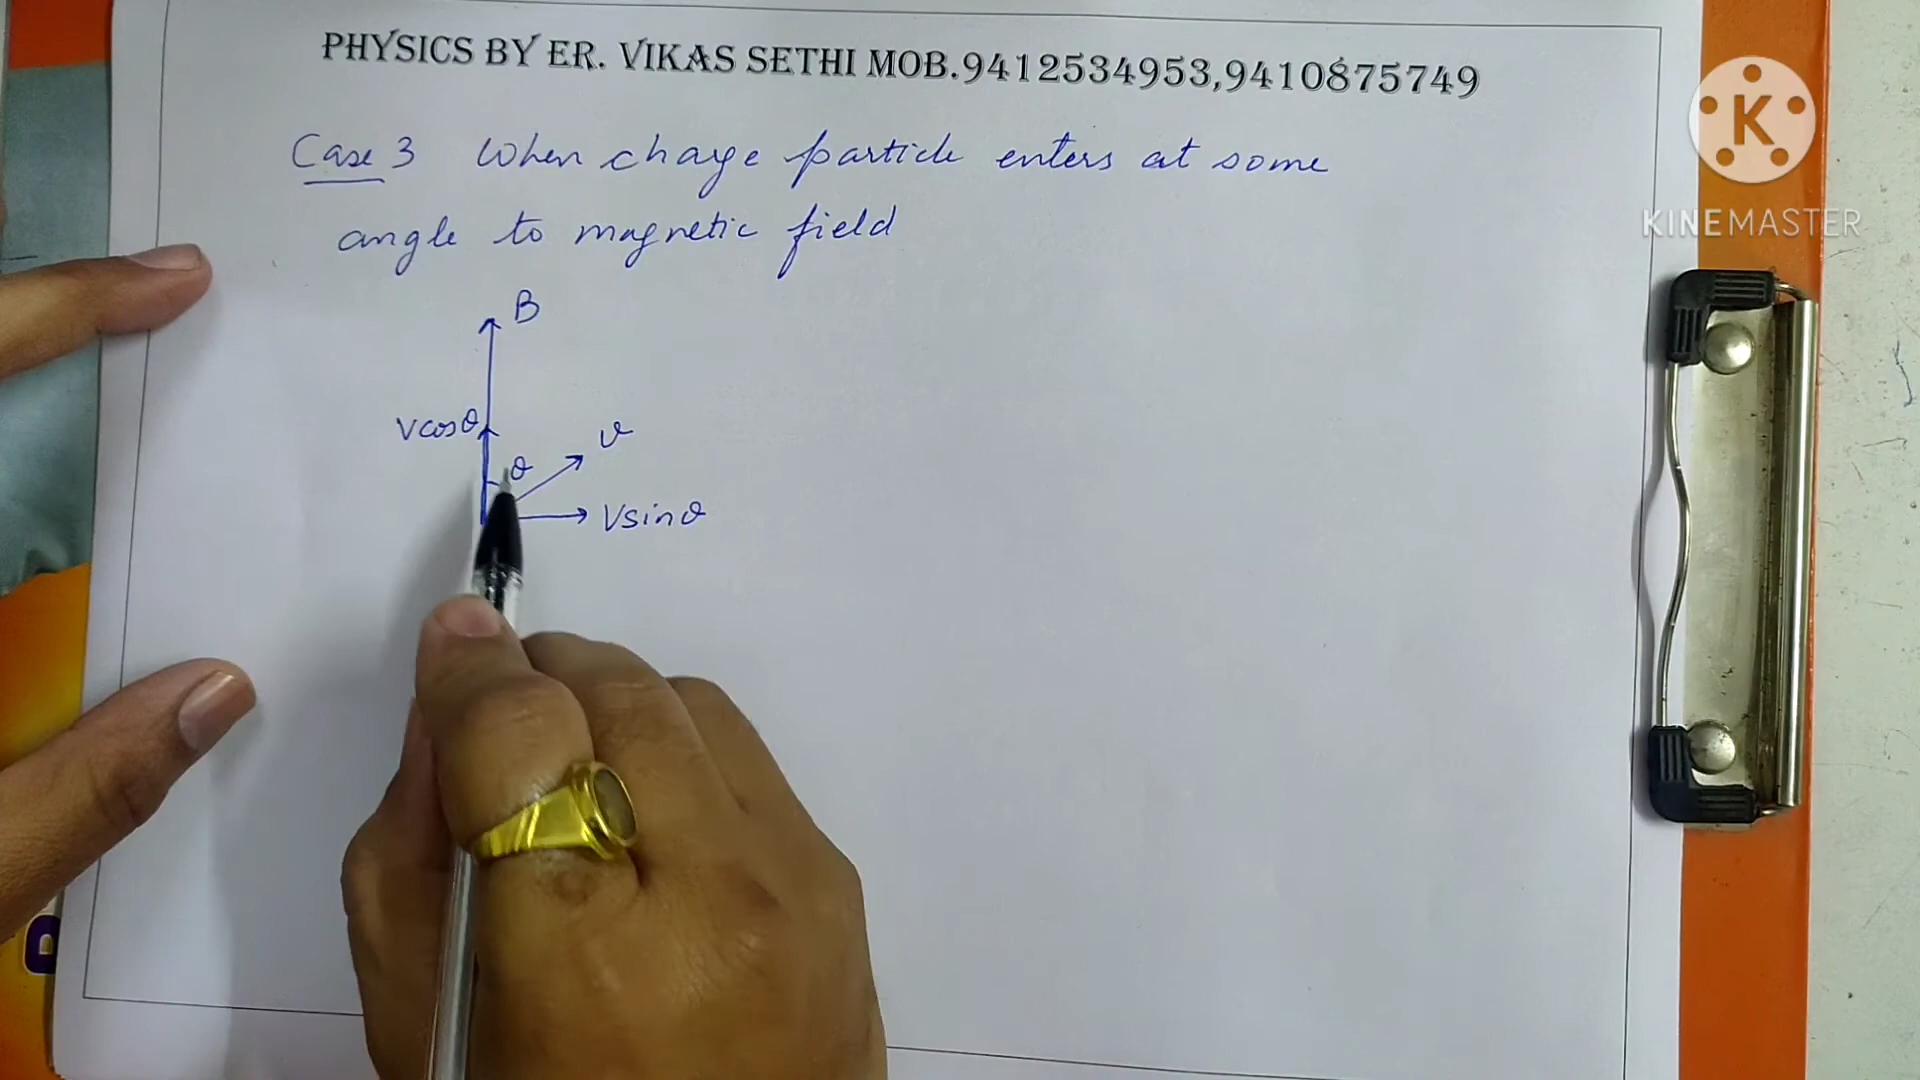 PHYSICS BY ER. VIKAS SETHI MOB.9412534953,9410875749
K
KINEMASTER
Case 3 When charge particle enters at some
angle to magnetic field
B
Vcosθ
v
θ
Vsinθ